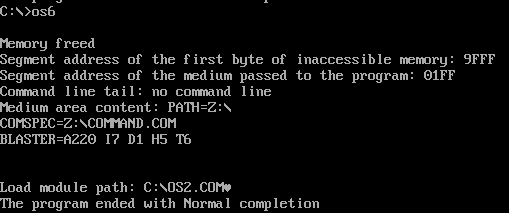 C:\>os6
Memory freed
Segment address of the first byte of inaccessible memory: 9FFF
Segment address of the medium passed to the program: 01FF
Command line tail: no command line
Medium area content: PATH=Z:\
COMSPEC=Z:\COMMAND.COM
BLASTER=A220 I7 D1 H5 T6
Load module path: C:\OS2.COM♥
The program ended with Normal completion